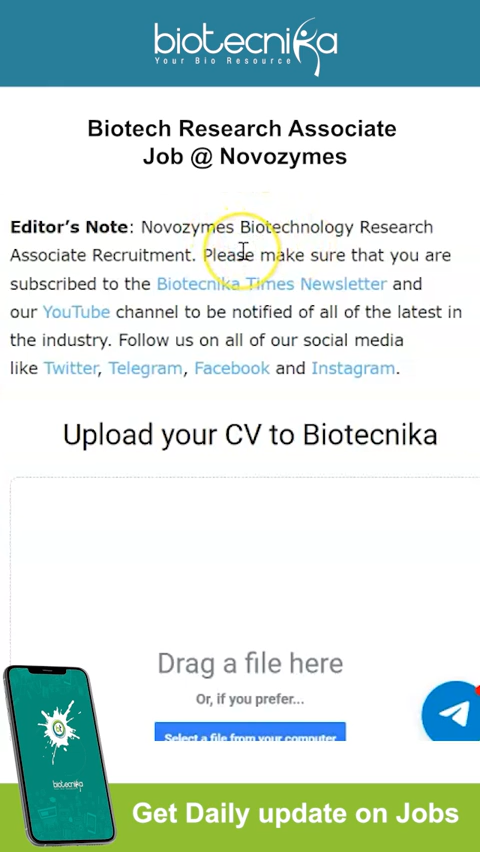 biotecnika
Your Bio Resource
Biotech Research Associate
Job @ Novozymes
Editor's Note: Novozymes Biotechnology Research
Associate Recruitment. Please make sure that you are
subscribed to the Biotecnika Times Newsletter and
our YouTube channel to be notified of all of the latest in
the industry. Follow us on all of our social media
like Twitter, Telegram, Facebook and Instagram.
Upload your CV to Biotecnika
Drag a file here
Or, if you prefer...
Select a file from your computer
biotecnika
Get Daily update on Jobs